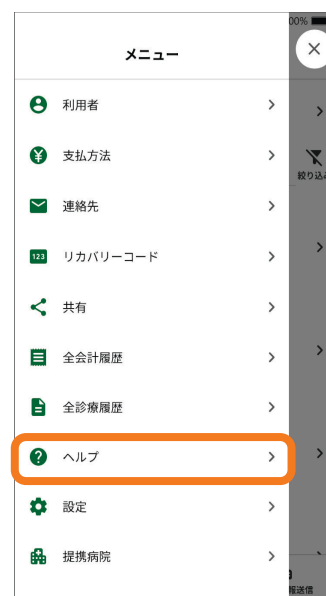 00%
メニュー
利用者
支払方法
絞り込み
連絡先
123 リカバリーコード
共有
全会計履歴
全診療履歴
ヘルプ
設定
提携病院
報送信